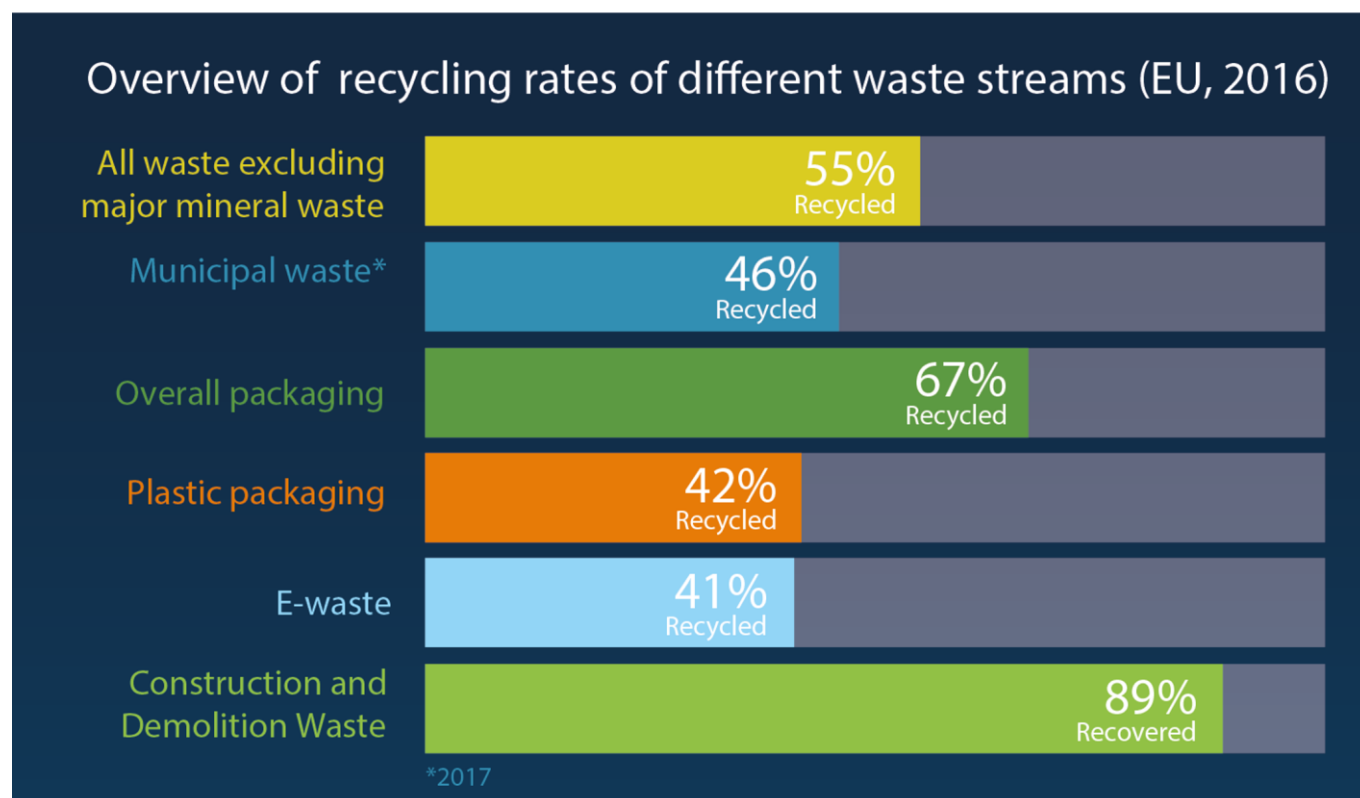 Overview of recycling rates of different waste streams (EU, 2016)
All waste excluding
major mineral waste
55%
Recycled
Municipal waste*
46%
Recycled
Overall packaging
67%
Recycled
Plastic packaging
42%
Recycled
E-waste
41%
Recycled
Construction and
Demolition Waste
89%
Recovered
*2017